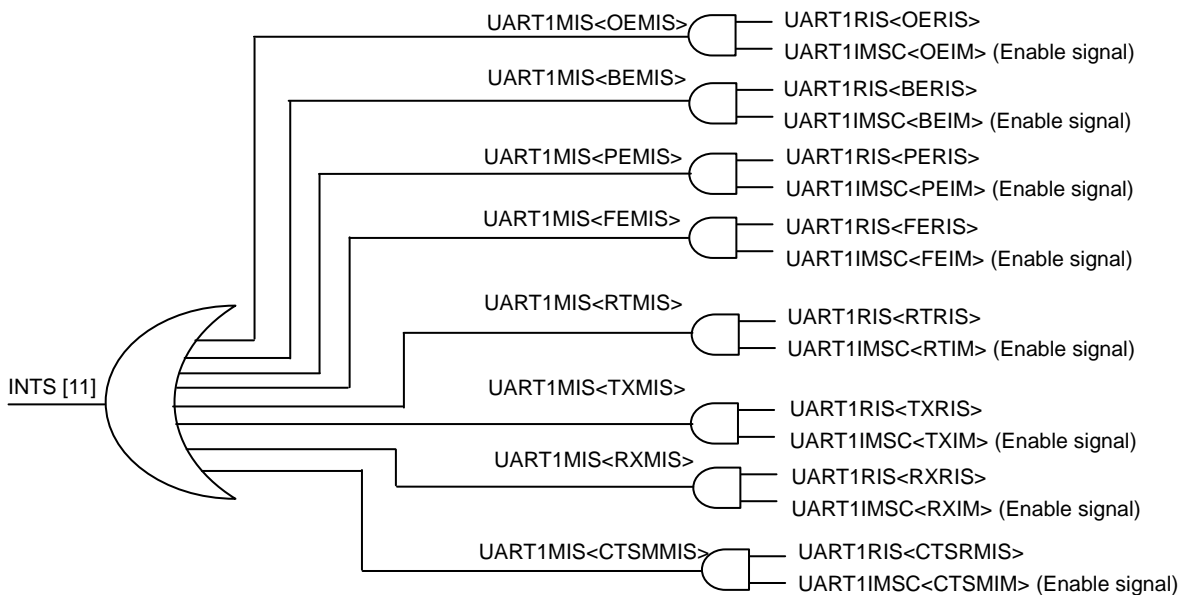 UART1MIS<OEMIS>
UART1RIS<OERIS>
UART1IMSC<OEIM> (Enable signal)
UART1MIS<BEMIS>
UART1RIS<BERIS>
UART1IMSC<BEIM> (Enable signal)
UART1MIS<PEMIS>
UART1RIS<PERIS>
UART1IMSC<PEIM> (Enable signal)
UART1MIS<FEMIS>
UART1RIS<FERIS>
UART1IMSC<FEIM> (Enable signal)
UART1MIS<RTMIS>
UART1RIS<RTRIS>
UART1IMSC<RTIM> (Enable signal)
INTS [11]
UART1MIS<TXMIS>
UART1RIS<TXRIS>
UART1IMSC<TXIM> (Enable signal)
UART1MIS<RXMIS>
UART1RIS<RXRIS>
UART1IMSC<RXIM> (Enable signal)
UART1MIS<CTSMMIS>
UART1RIS<CTSRMIS>
UART1IMSC<CTSMIM> (Enable signal)